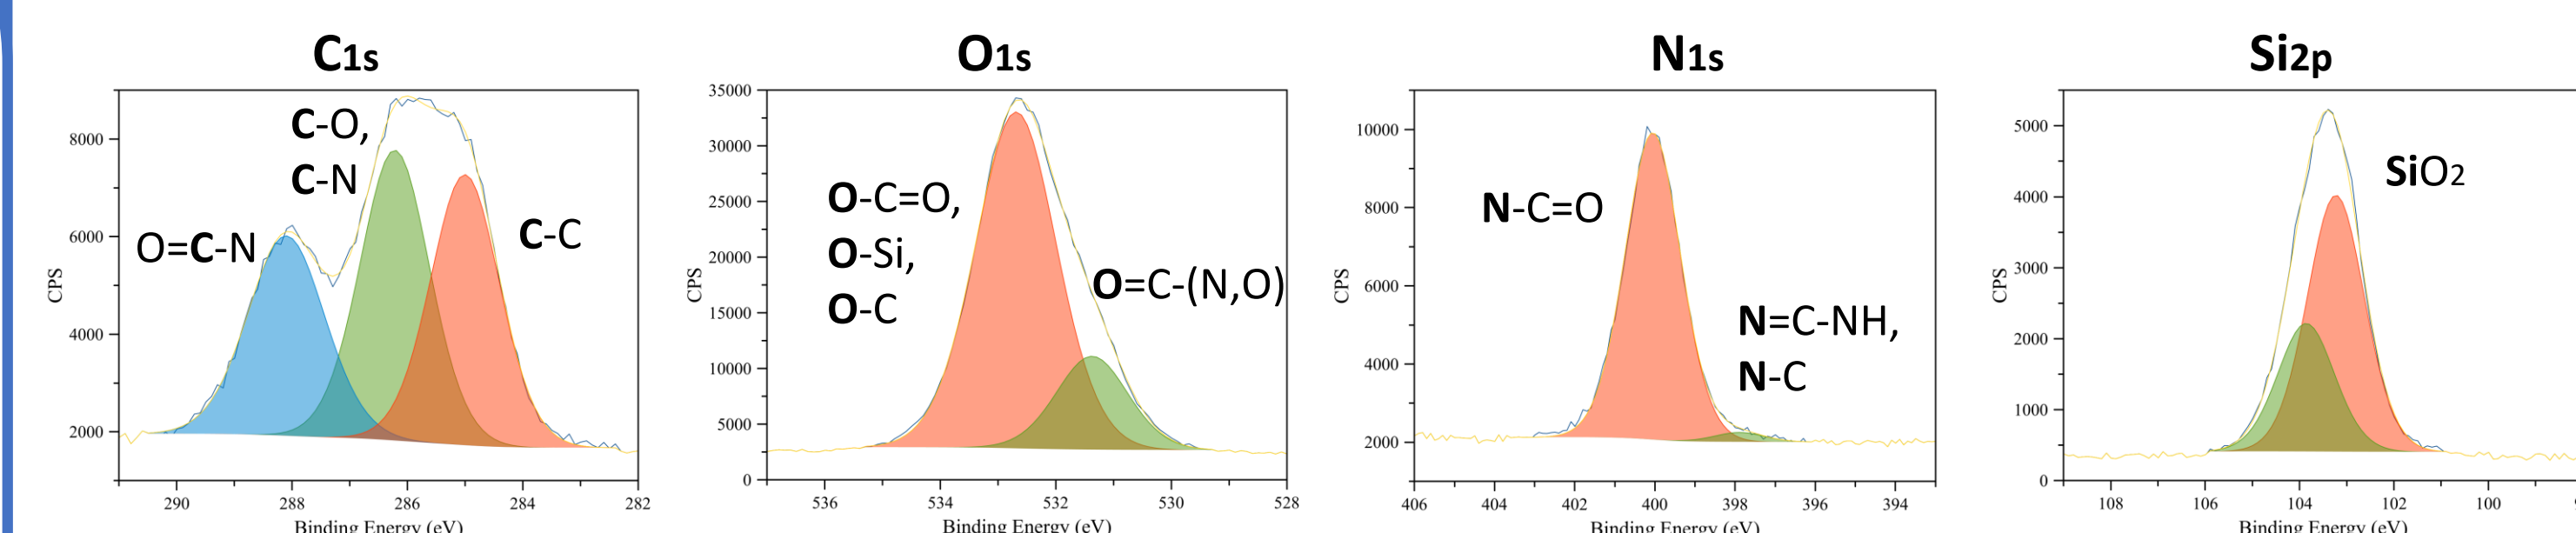 C1s
8000
6000
4000
2000
CPS
C-O,
C-N
O=C-N
C-C
290 288 286 284 282
Binding Energy (eV)
O1s
35000
30000
25000
20000
15000
10000
5000
0
CPS
O-C=O,
O-Si,
O-C
O=C-(N,O)
536 534 532 530 528
Binding Energy (eV)
N1s
10000
8000
6000
4000
2000
CPS
N-C=O
N=C-NH,
N-C
406 404 402 400 398 396 394
Binding Energy (eV)
Si2p
5000
4000
3000
2000
1000
0
CPS
SiO2
108 106 104 102 100
Binding Energy (eV)